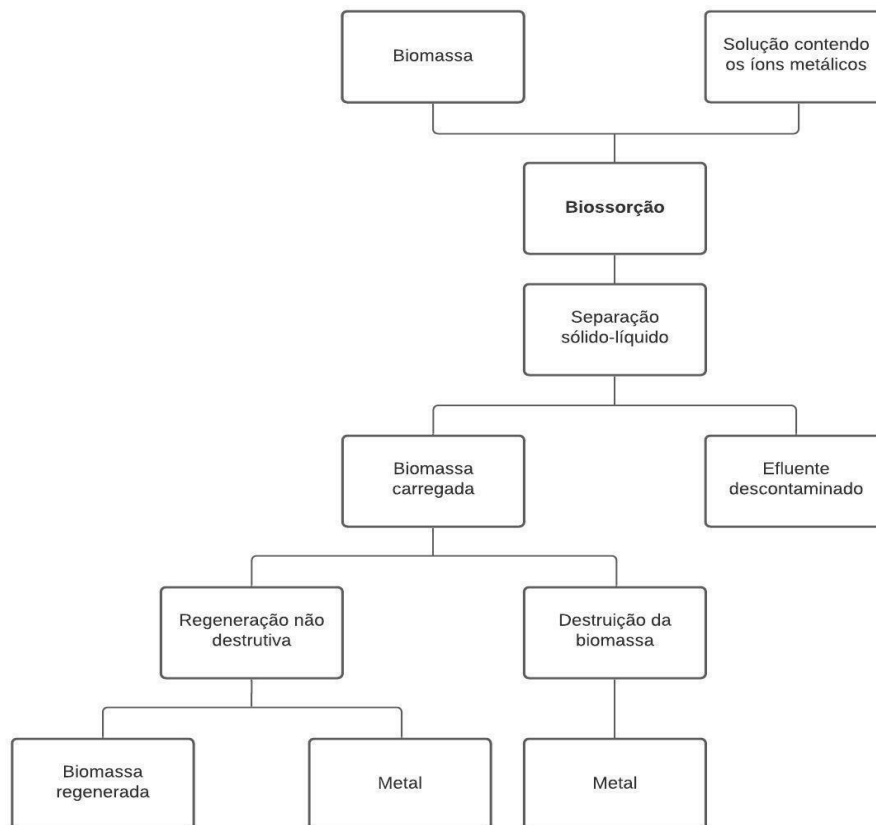 Biomassa
Solução contendo
os íons metálicos
Biossorção
Separação
sólido-líquido
Biomassa
carregada
Efluente
descontaminado
Regeneração não
destrutiva
Destruição da
biomassa
Biomassa
regenerada
Metal
Metal